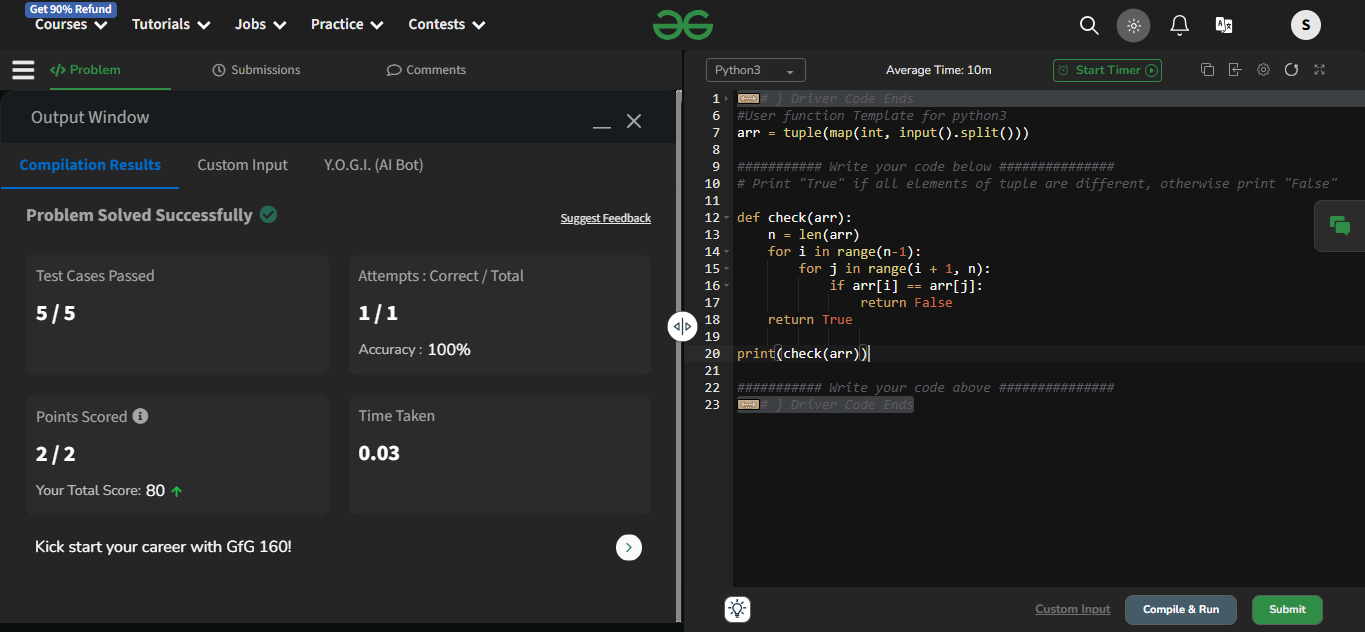 Get 90% Refund
Courses Tutorials Jobs Practice Contests S
</> Problem Submissions Comments
Output Window
Compilation Results Custom Input Y.O.G.I. (AI Bot)
Problem Solved Successfully Suggest Feedback
Test Cases Passed Attempts : Correct / Total
5 / 5 1 / 1
Accuracy : 100%
Points Scored Time Taken
2 / 2 0.03
Your Total Score: 80
Kick start your career with GfG 160!
Python3 Average Time: 10m Start Timer
1 # } Driver Code Ends
6 #User function Template for python3
7 arr = tuple(map(int, input().split()))
8
9 ########### Write your code below ###############
10 # Print "True" if all elements of tuple are different, otherwise print "False"
11
12 def check(arr):
13     n = len(arr)
14     for i in range(n-1):
15         for j in range(i + 1, n):
16             if arr[i] == arr[j]:
17                 return False
18     return True
19
20 print(check(arr))
21
22 ########### Write your code above ###############
23 # } Driver Code Ends
Custom Input Compile & Run Submit